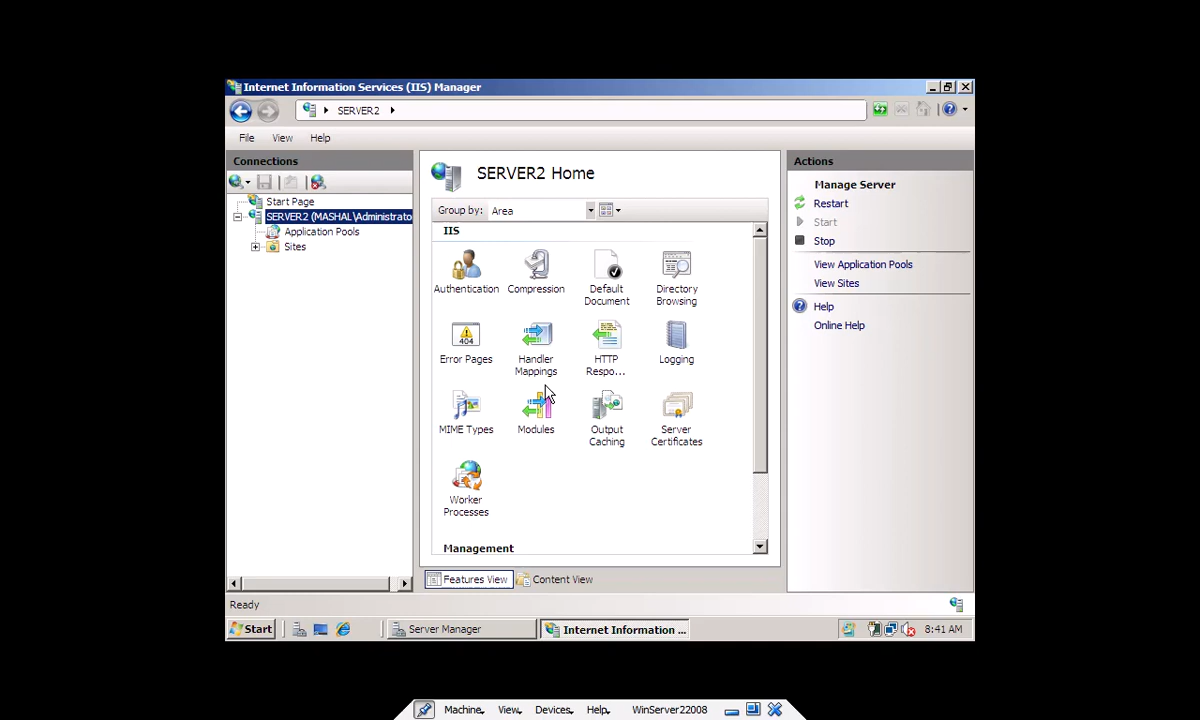 Internet Information Services (IIS) Manager
SERVER2
File View Help
Connections
Start Page
SERVER2 (MASHAL\Administrato
Application Pools
Sites
SERVER2 Home
Group by: Area
IIS
Authentication
Compression
Default Document
Directory Browsing
Error Pages
404
Handler Mappings
HTTP Respo...
Logging
MIME Types
Modules
Output Caching
Server Certificates
Worker Processes
Management
Features View
Content View
Actions
Manage Server
Restart
Start
Stop
View Application Pools
View Sites
Help
Online Help
Ready
Start
Server Manager
Internet Information ...
8:41 AM
Machine View Devices Help WinServer22008